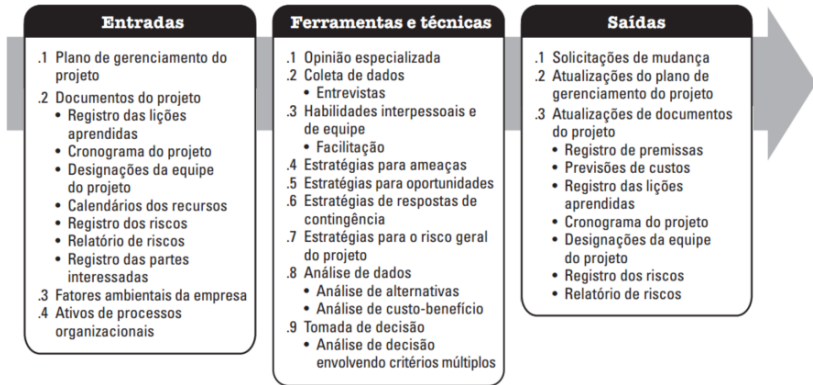 Entradas
.1 Plano de gerenciamento do
projeto
.2 Documentos do projeto
• Registro das lições
aprendidas
• Cronograma do projeto
• Designações da equipe
do projeto
• Calendários dos recursos
• Registro dos riscos
• Relatório de riscos
• Registro das partes
interessadas
.3 Fatores ambientais da empresa
.4 Ativos de processos
organizacionais
Ferramentas e técnicas
.1 Opinião especializada
.2 Coleta de dados
• Entrevistas
.3 Habilidades interpessoais e
de equipe
• Facilitação
.4 Estratégias para ameaças
.5 Estratégias para oportunidades
.6 Estratégias de respostas de
contingência
.7 Estratégias para o risco geral
do projeto
.8 Análise de dados
• Análise de alternativas
• Análise de custo-benefício
.9 Tomada de decisão
• Análise de decisão
envolvendo critérios múltiplos
Saídas
.1 Solicitações de mudança
.2 Atualizações do plano de
gerenciamento do projeto
.3 Atualizações de documentos
do projeto
• Registro de premissas
• Previsões de custos
• Registro das lições
aprendidas
• Cronograma do projeto
• Designações da equipe
do projeto
• Registro dos riscos
• Relatório de riscos